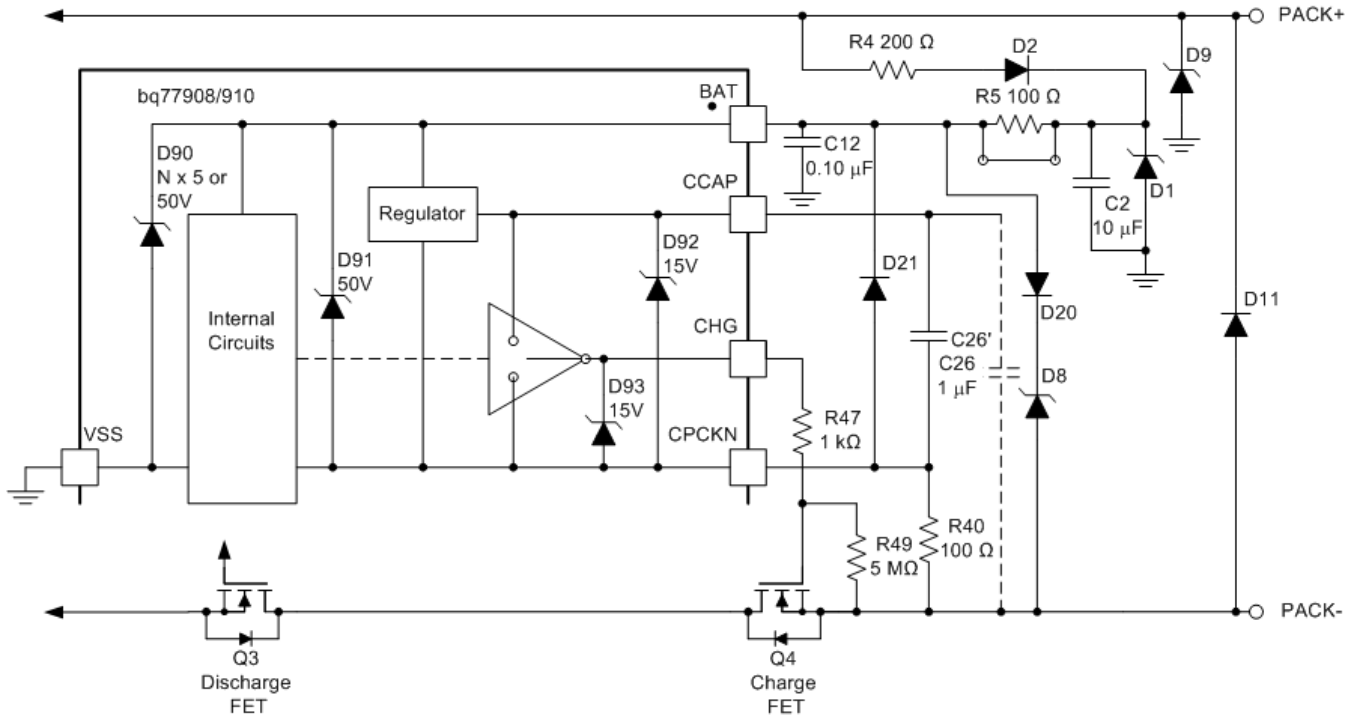 PACK+
R4 200 Ω
D2
D9
bq77908/910
BAT
R5 100 Ω
D90
N x 5 or
50V
C12
0.10 μF
CCAP
D1
C2
10 μF
Regulator
D92
15V
D91
50V
D21
D20
D11
Internal
Circuits
CHG
C26'
C26
1 μF
D8
D93
15V
R47
1 kΩ
VSS
CPCKN
R49
5 MΩ
R40
100 Ω
PACK-
Q3
Discharge
FET
Q4
Charge
FET